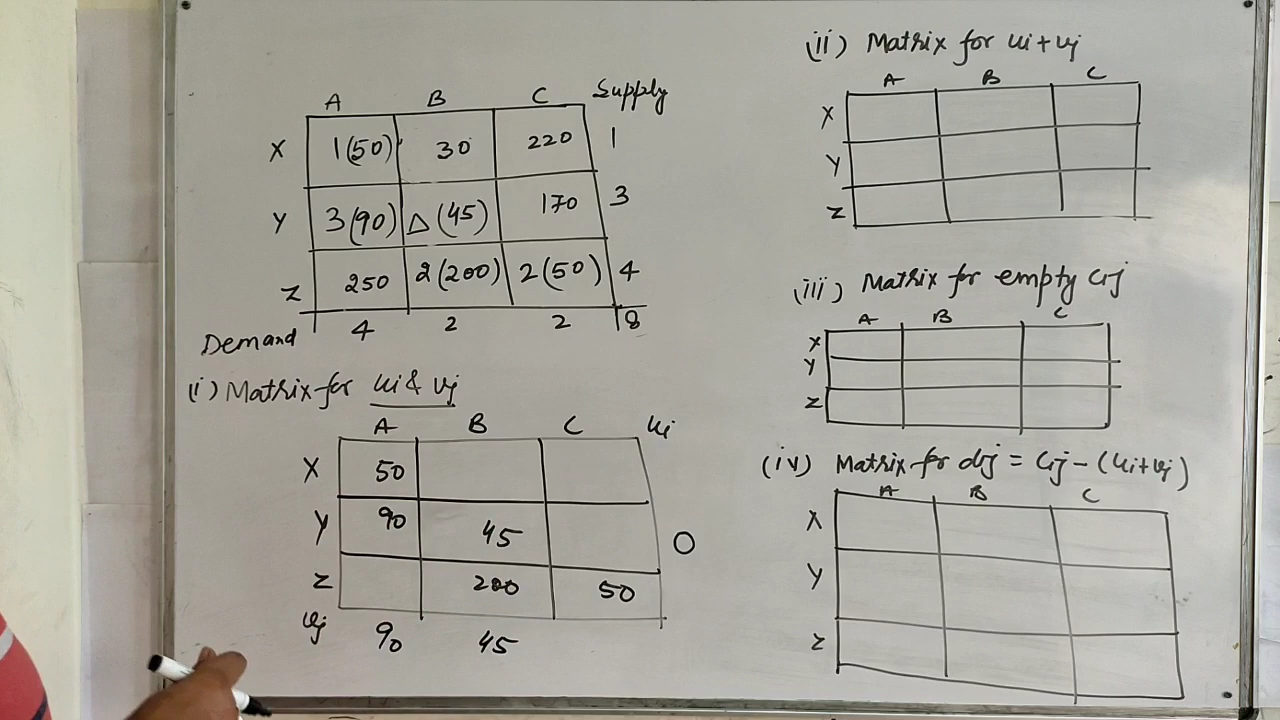 A B C Supply
X 1(50) 30 220 1
Y 3(90) Δ(45) 170 3
Z 250 2(200) 2(50) 4
Demand 4 2 2 8
(i) Matrix for ui & vj
A B C ui
X 50
Y 90 45 0
Z 200 50
vj 90 45
(ii) Matrix for ui+vj
A B C
X
Y
Z
(iii) Matrix for empty cij
A B C
X
Y
Z
(iv) Matrix for dij = cij - (ui+vj)
A B C
X
Y
Z